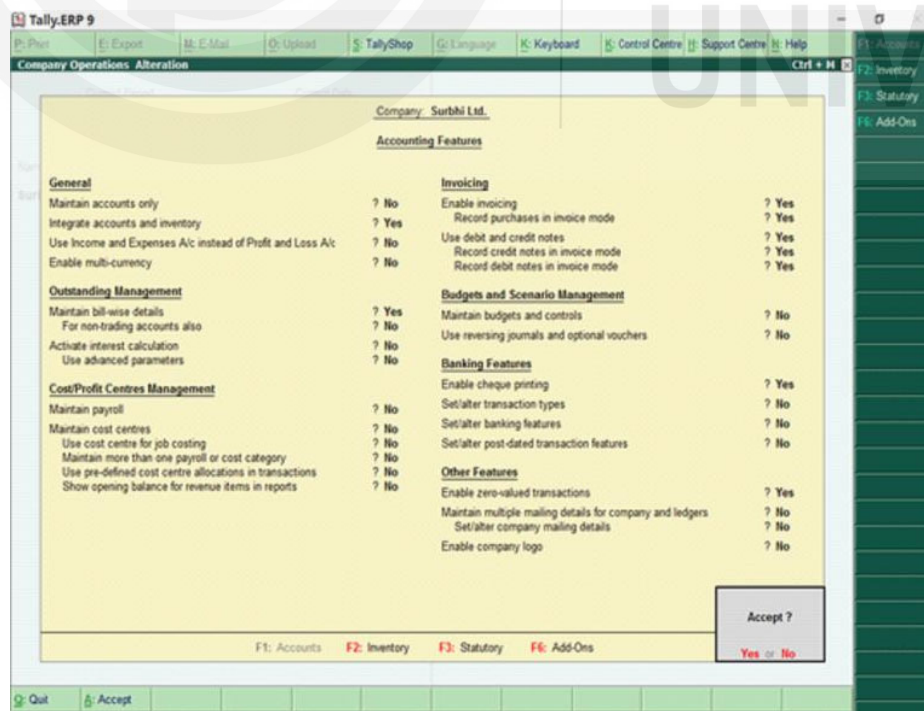 Tally.ERP 9
P: Print E: Export M: E-Mail O: Upload S: TallyShop G: Language K: Keyboard K: Control Centre H: Support Centre H: Help
F1: Accounts
Company Operations Alteration Ctrl + M
F2: Inventory
F3: Statutory
F6: Add-Ons
UNIV
Company: Surbhi Ltd.
Accounting Features
General
Maintain accounts only ? No
Integrate accounts and inventory ? Yes
Use Income and Expenses A/c instead of Profit and Loss A/c ? No
Enable multi-currency ? No
Outstanding Management
Maintain bill-wise details ? Yes
For non-trading accounts also ? No
Activate interest calculation ? No
Use advanced parameters ? No
Cost/Profit Centres Management
Maintain payroll ? No
Maintain cost centres ? No
Use cost centre for job costing ? No
Maintain more than one payroll or cost category ? No
Use pre-defined cost centre allocations in transactions ? No
Show opening balance for revenue items in reports ? No
Invoicing
Enable invoicing ? Yes
Record purchases in invoice mode ? Yes
Use debit and credit notes ? Yes
Record credit notes in invoice mode ? Yes
Record debit notes in invoice mode ? Yes
Budgets and Scenario Management
Maintain budgets and controls ? No
Use reversing journals and optional vouchers ? No
Banking Features
Enable cheque printing ? Yes
Set/alter transaction types ? No
Set/alter banking features ? No
Set/alter post-dated transaction features ? No
Other Features
Enable zero-valued transactions ? Yes
Maintain multiple mailing details for company and ledgers ? No
Set/alter company mailing details ? No
Enable company logo ? No
Accept ?
Yes or No
F1: Accounts F2: Inventory F3: Statutory F6: Add-Ons
Q: Quit A: Accept